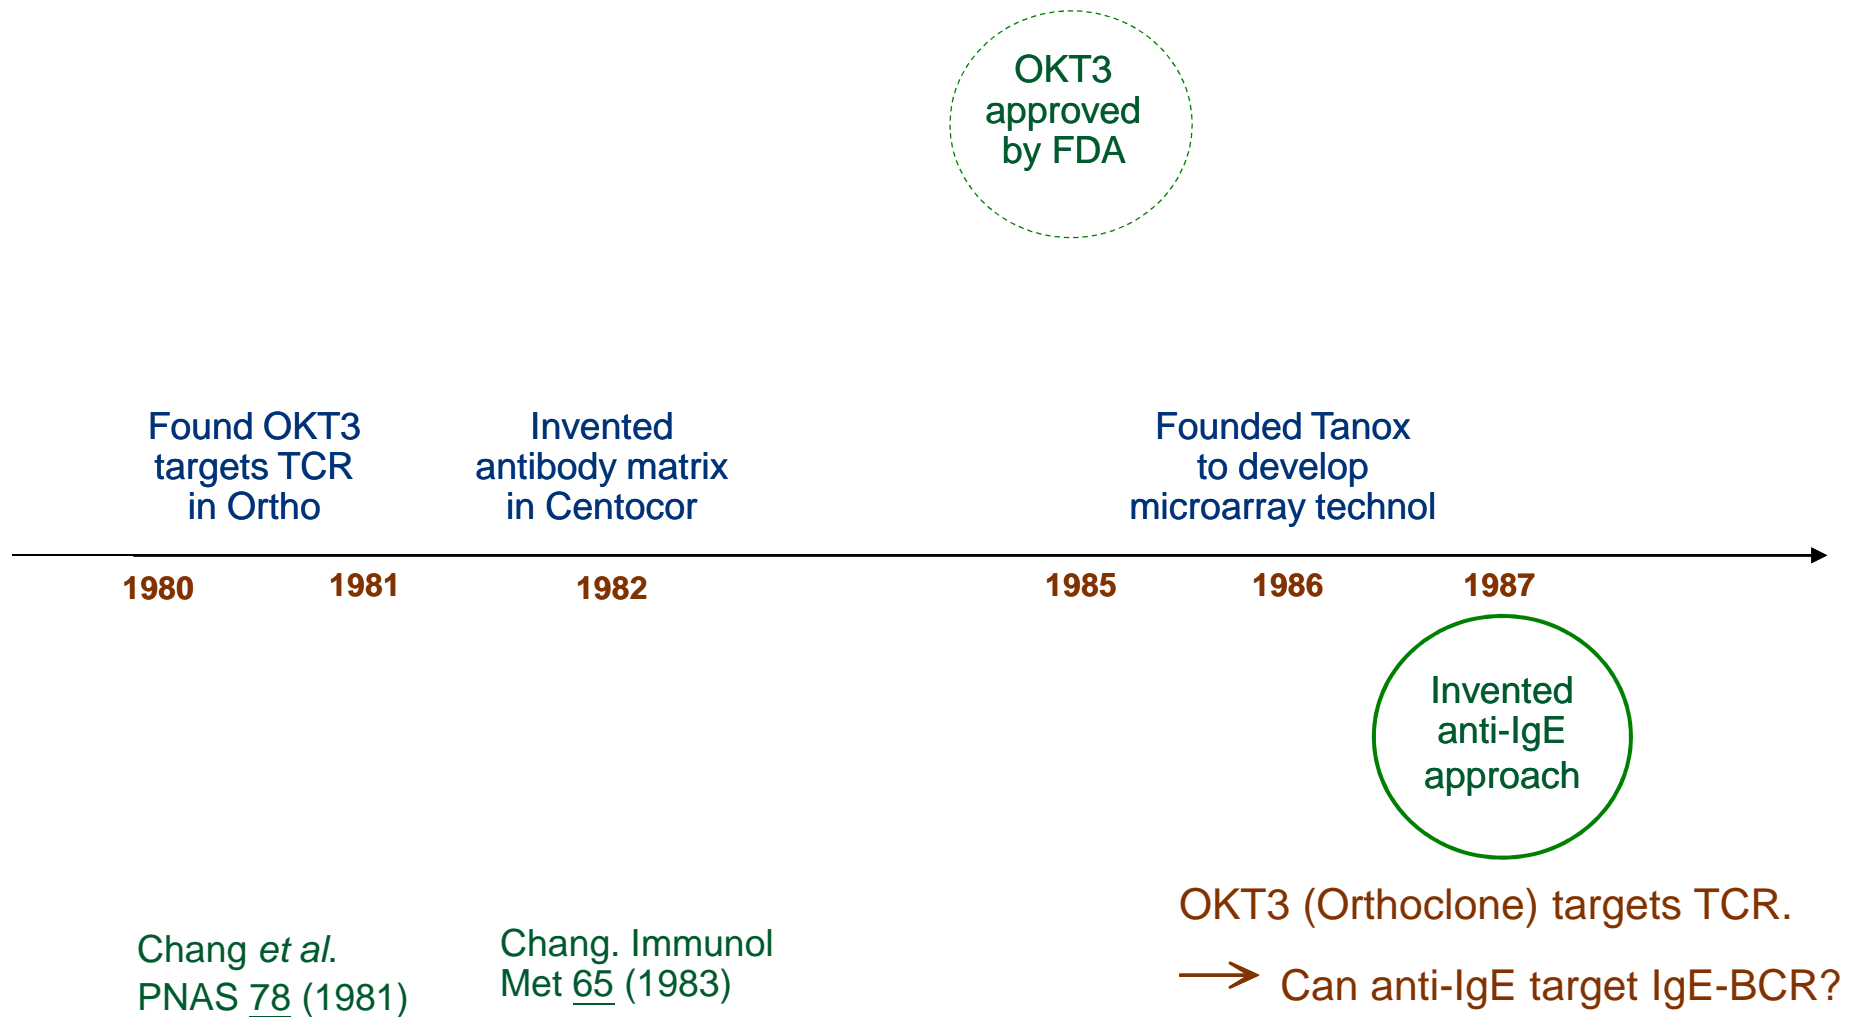 OKT3
approved
by FDA
Found OKT3
targets TCR
in Ortho
Invented
antibody matrix
in Centocor
Founded Tanox
to develop
microarray technol
1980
1981
1982
1985
1986
1987
Invented
anti-IgE
approach
OKT3 (Orthoclone) targets TCR.
Can anti-IgE target IgE-BCR?
Chang et al.
PNAS 78 (1981)
Chang. Immunol
Met 65 (1983)